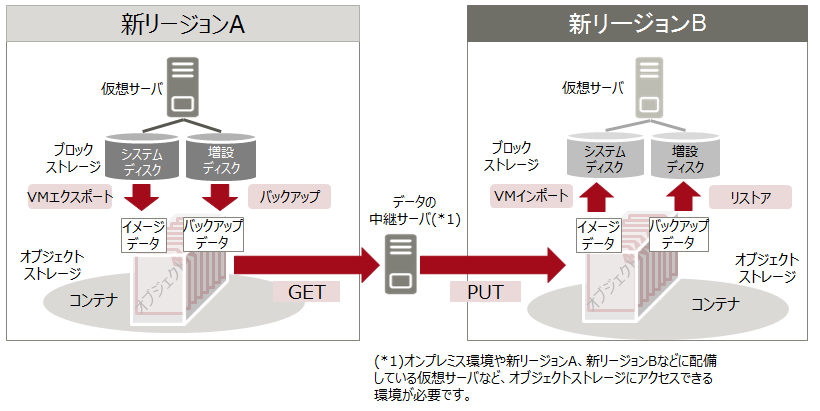 新リージョンA
仮想サーバ
ブロック
ストレージ
システム
ディスク
増設
ディスク
VMエクスポート
バックアップ
イメージ
データ
バックアップ
データ
オブジェクト
ストレージ
オブジェクト
コンテナ
GET
データの
中継サーバ(*1)
PUT
新リージョンB
仮想サーバ
ブロック
ストレージ
システム
ディスク
増設
ディスク
VMインポート
リストア
イメージ
データ
バックアップ
データ
オブジェクト
ストレージ
オブジェクト
コンテナ
(*1)オンプレミス環境や新リージョンA、新リージョンBなどに配備
している仮想サーバなど、オブジェクトストレージにアクセスできる
環境が必要です。